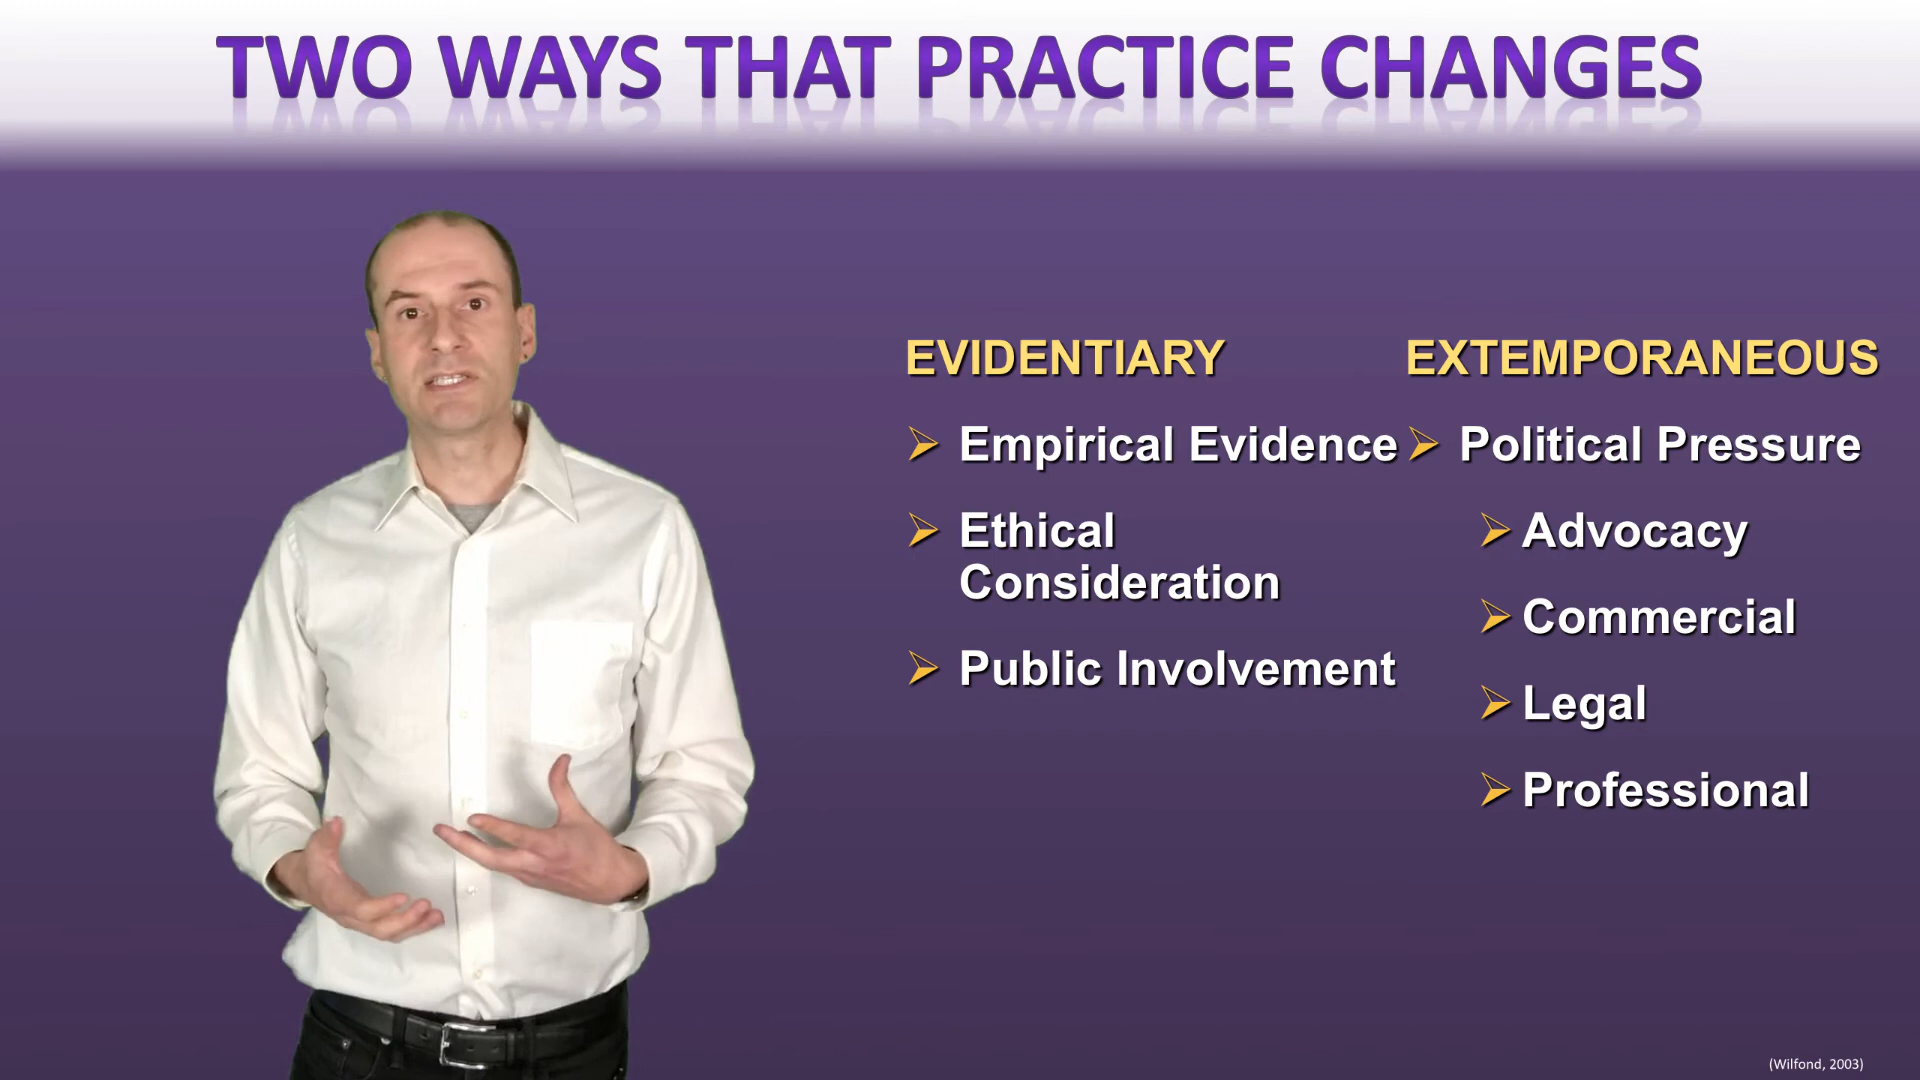 TWO WAYS THAT PRACTICE CHANGES
EVIDENTIARY
Empirical Evidence
Ethical
Consideration
Public Involvement
EXTEMPORANEOUS
Political Pressure
Advocacy
Commercial
Legal
Professional
(Wilfond, 2003)